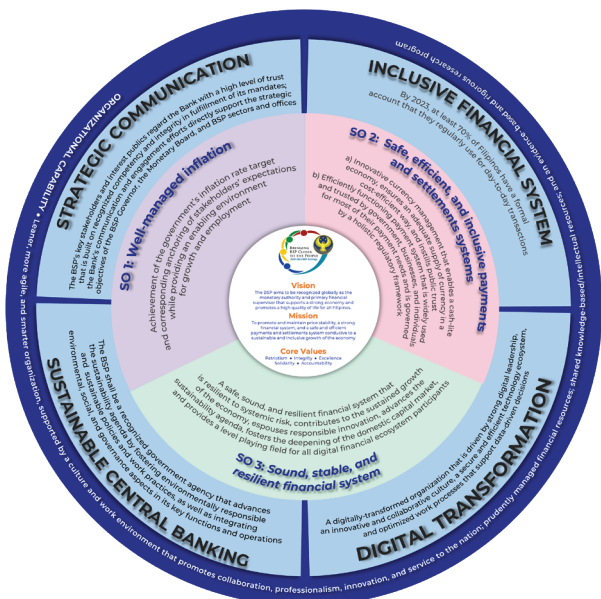 STRATEGIC COMMUNICATION
The BSP's key stakeholders and interest publics regard the Bank with a high level of trust
that is built on recognized competency and integrity in fulfillment of its mandates;
the Bank's communication and engagement efforts directly support the strategic
objectives of the BSP Governor, the Monetary Board, and BSP sectors and offices
INCLUSIVE FINANCIAL SYSTEM
By 2023, at least 70% of Filipinos have a formal
account that they regularly use for day-to-day transactions
SO 1: Well-managed inflation
Achievement of the government's inflation rate target
and corresponding anchoring of stakeholders' expectations
while providing an enabling environment
for growth and employment
SO 2: Safe, efficient, and inclusive payments
and settlements systems
a) Innovative currency management that enables a cash-lite
economy, ensures an adequate supply of currency in a
cost-efficient way and instills public trust
b) Efficiently functioning payment system that is widely used
and trusted by government, businesses, and individuals
for most of their payment needs and is governed
by a holistic regulatory framework
BRINGING
BSP CLOSER
TO THE PEOPLE
Vision
The BSP aims to be recognized globally as the
monetary authority and primary financial
supervisor that supports a strong economy and
promotes a high quality of life for all Filipinos.
Mission
To promote and maintain price stability, a strong
financial system, and a safe and efficient
payments and settlements system conducive to a
sustainable and inclusive growth of the economy.
Core Values
Patriotism • Integrity • Excellence
Solidarity • Accountability
A safe, sound, and resilient financial system that
is resilient to systemic risk, contributes to the sustained growth
of the economy, espouses responsible innovation, advances the
sustainability agenda, fosters the deepening of the domestic capital market,
and provides a level playing field for all digital financial ecosystem participants
SO 3: Sound, stable, and
resilient financial system
The BSP shall be a recognized government agency that advances
the sustainability agenda by fostering environmentally responsible
and sustainable policies and work practices, as well as integrating
environmental, social, and governance aspects in its key functions and operations
SUSTAINABLE CENTRAL BANKING
A digitally-transformed organization that is driven by strong digital leadership,
an innovative and collaborative culture, a secure and efficient technology ecosystem,
and optimized work processes that support data-driven decisions
DIGITAL TRANSFORMATION
ORGANIZATIONAL CAPABILITY • Leaner, more agile, and smarter organization, supported by a culture and work environment that promotes collaboration, professionalism, innovation, and service to the nation; prudently managed financial resources; shared knowledge-based/intellectual resources; and an evidence-based and rigorous research program